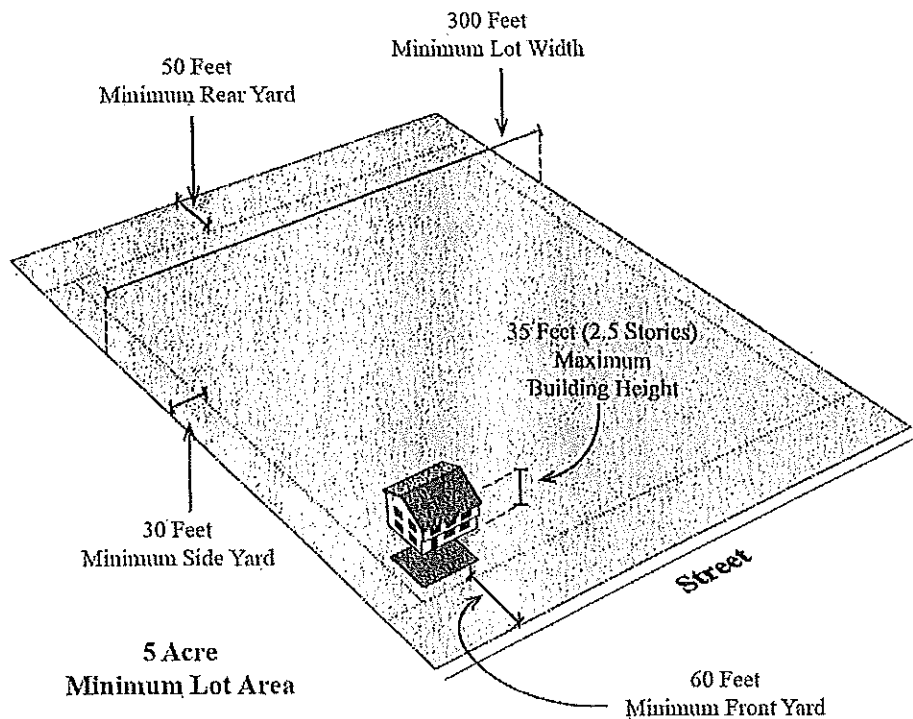 300 Feet
Minimum Lot Width
50 Feet
Minimum Rear Yard
35 Feet (2.5 Stories)
Maximum
Building Height
30 Feet
Minimum Side Yard
Street
5 Acre
Minimum Lot Area
60 Feet
Minimum Front Yard